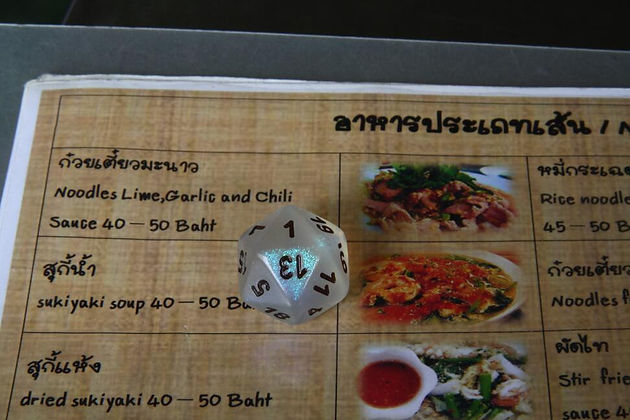 อาหารประเภทเส้น / N
ก๋วยเตี๋ยวมะนาว
Noodles Lime,Garlic and Chili
Sauce 40 — 50 Baht
สุกี้น้ำ
sukiyaki soup 40 — 50 Ba
สุกี้แห้ง
dried sukiyaki 40 — 50 Baht
หมี่กระเฉด
Rice noodle
45 — 50 B
ก๋วยเตี๋ยว
Noodles f
ผัดไท
Stir frie
sauce 4
1
19
13
11
5
18